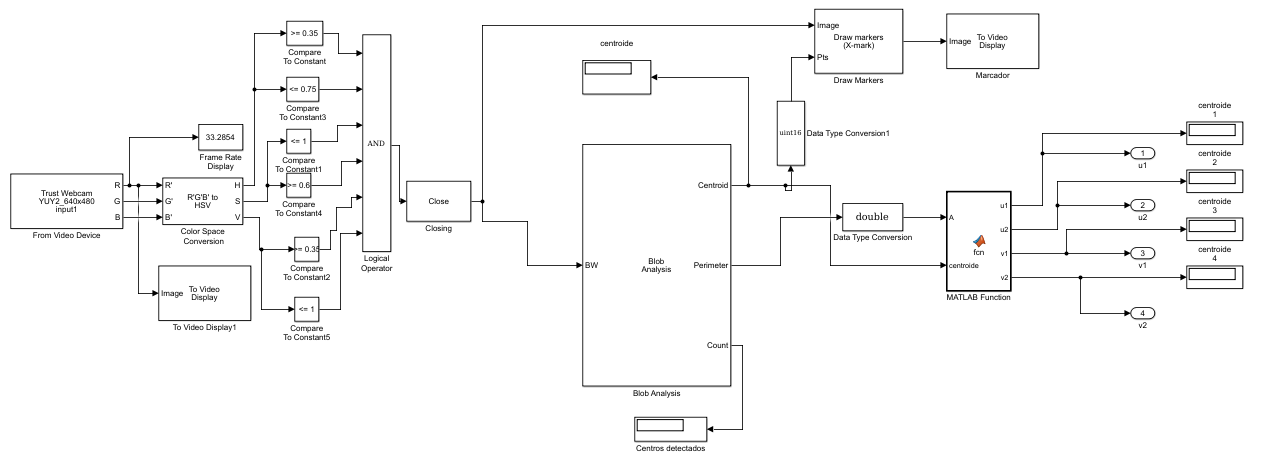 Trust Webcam
YUY2_640x480
input1
R
G
B
From Video Device
33.2854
Frame Rate
Display
R'
G'
B'
R'G'B' to
HSV
H
S
V
Color Space
Conversion
Image
To Video
Display
To Video Display1
>= 0.35
Compare
To Constant
<= 0.75
Compare
To Constant3
<= 1
Compare
To Constant1
>= 0.6
Compare
To Constant4
>= 0.35
Compare
To Constant2
<= 1
Compare
To Constant5
AND
Logical
Operator
Close
Closing
centroide
BW
Blob
Analysis
Centroid
Perimeter
Count
Blob Analysis
Centros detectados
uint16
Data Type Conversion1
Image
Pts
Draw markers
(X-mark)
Draw Markers
Image
To Video
Display
Marcador
double
Data Type Conversion
A
centroide
fcn
u1
u2
v1
v2
MATLAB Function
centroide
1
1
u1
centroide
2
2
u2
centroide
3
3
v1
centroide
4
4
v2